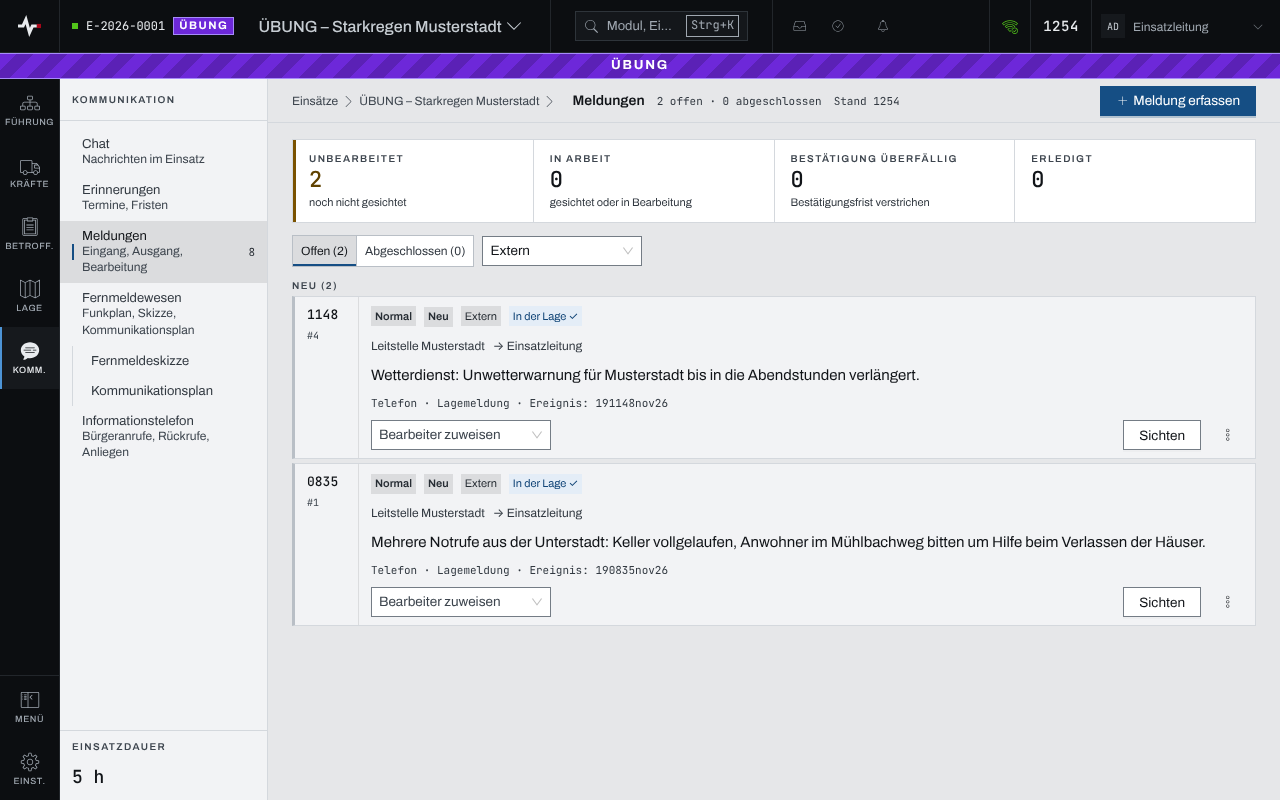 E-2026-0001 ÜBUNG ÜBUNG – Starkregen Musterstadt Modul, Ei... Strg+K 1254 AD Einsatzleitung
ÜBUNG
FÜHRUNG
KRÄFTE
BETROFF.
LAGE
KOMM.
MENÜ
EINST.
KOMMUNIKATION
Chat
Nachrichten im Einsatz
Erinnerungen
Termine, Fristen
Meldungen
Eingang, Ausgang,
Bearbeitung
8
Fernmeldewesen
Funkplan, Skizze,
Kommunikationsplan
Fernmeldeskizze
Kommunikationsplan
Informationstelefon
Bürgeranrufe, Rückrufe,
Anliegen
EINSATZDAUER
5 h
Einsätze ÜBUNG – Starkregen Musterstadt Meldungen 2 offen · 0 abgeschlossen Stand 1254 + Meldung erfassen
UNBEARBEITET
2
noch nicht gesichtet
IN ARBEIT
0
gesichtet oder in Bearbeitung
BESTÄTIGUNG ÜBERFÄLLIG
0
Bestätigungsfrist verstrichen
ERLEDIGT
0
Offen (2) Abgeschlossen (0) Extern
NEU (2)
1148
#4
Normal Neu Extern In der Lage ✓
Leitstelle Musterstadt → Einsatzleitung
Wetterdienst: Unwetterwarnung für Musterstadt bis in die Abendstunden verlängert.
Telefon · Lagemeldung · Ereignis: 191148nov26
Bearbeiter zuweisen Sichten
0835
#1
Normal Neu Extern In der Lage ✓
Leitstelle Musterstadt → Einsatzleitung
Mehrere Notrufe aus der Unterstadt: Keller vollgelaufen, Anwohner im Mühlbachweg bitten um Hilfe beim Verlassen der Häuser.
Telefon · Lagemeldung · Ereignis: 190835nov26
Bearbeiter zuweisen Sichten